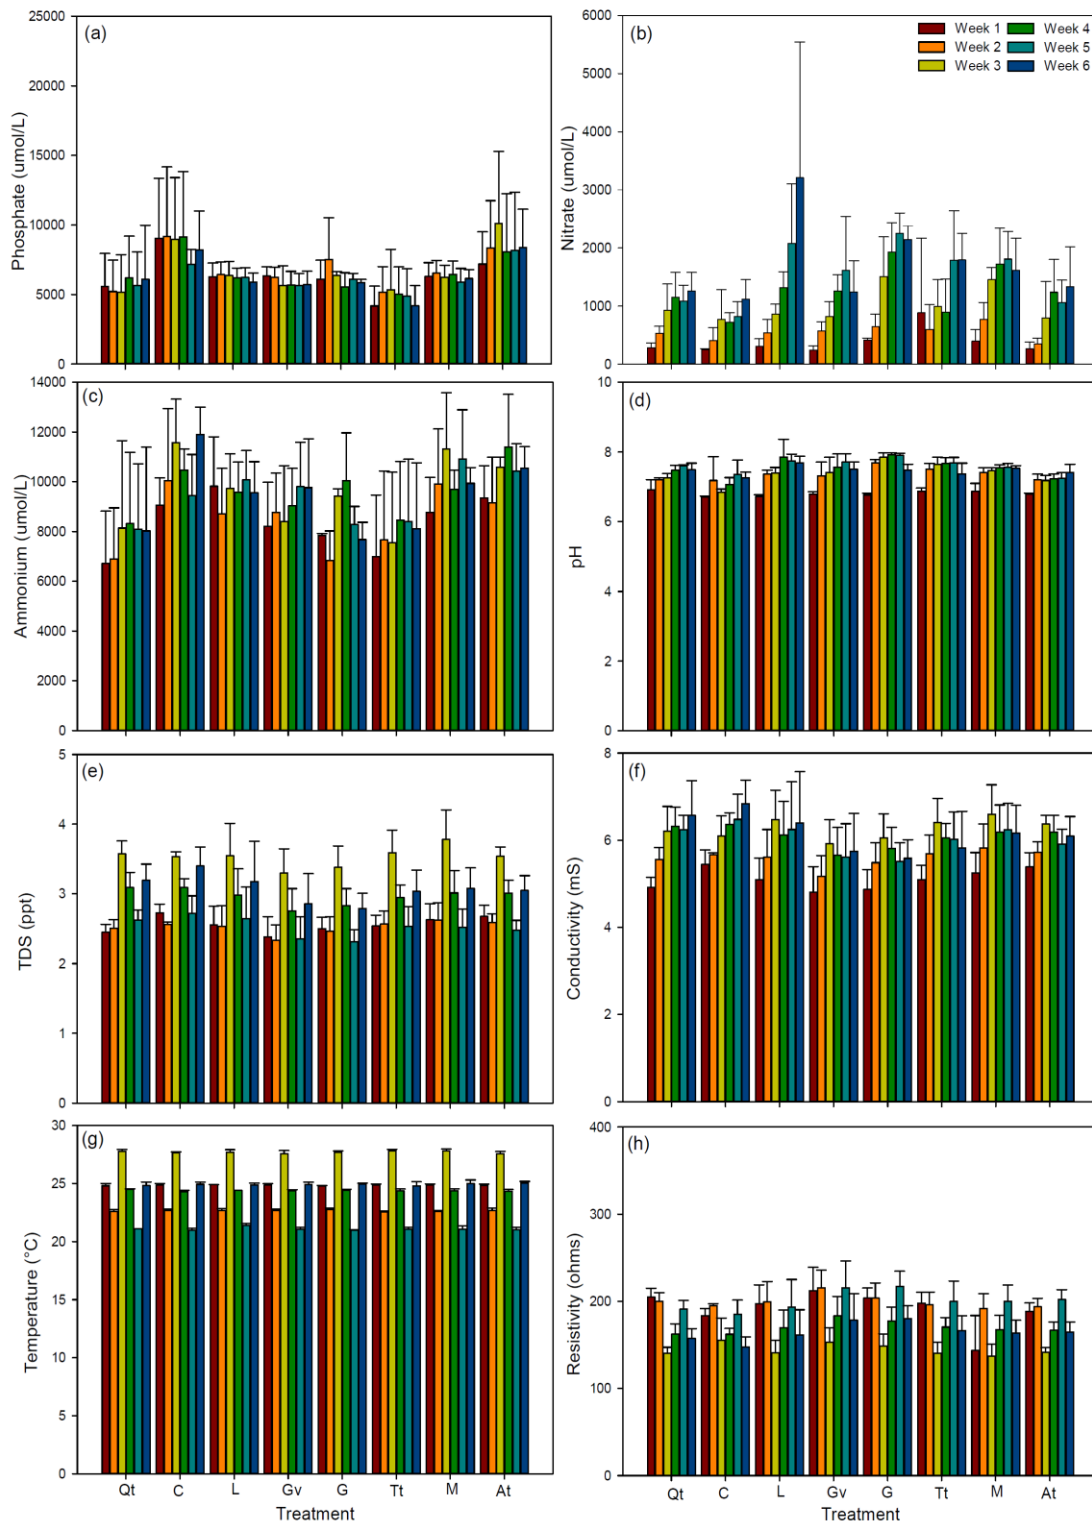 (a)
Phosphate (umol/L)
25000
20000
15000
10000
5000
0
(b)
Nitrate (umol/L)
6000
5000
4000
3000
2000
1000
0
Week 1 Week 4
Week 2 Week 5
Week 3 Week 6
(c)
Ammonium (umol/L)
14000
12000
10000
8000
6000
4000
2000
0
(d)
pH
10
8
6
4
2
0
(e)
TDS (ppt)
5
4
3
2
1
0
(f)
Conductivity (mS)
8
6
4
2
0
(g)
Temperature (°C)
30
25
20
15
10
5
0
Qt C L Gv G Tt M At
Treatment
(h)
Resistivity (ohms)
400
300
200
100
0
Qt C L Gv G Tt M At
Treatment